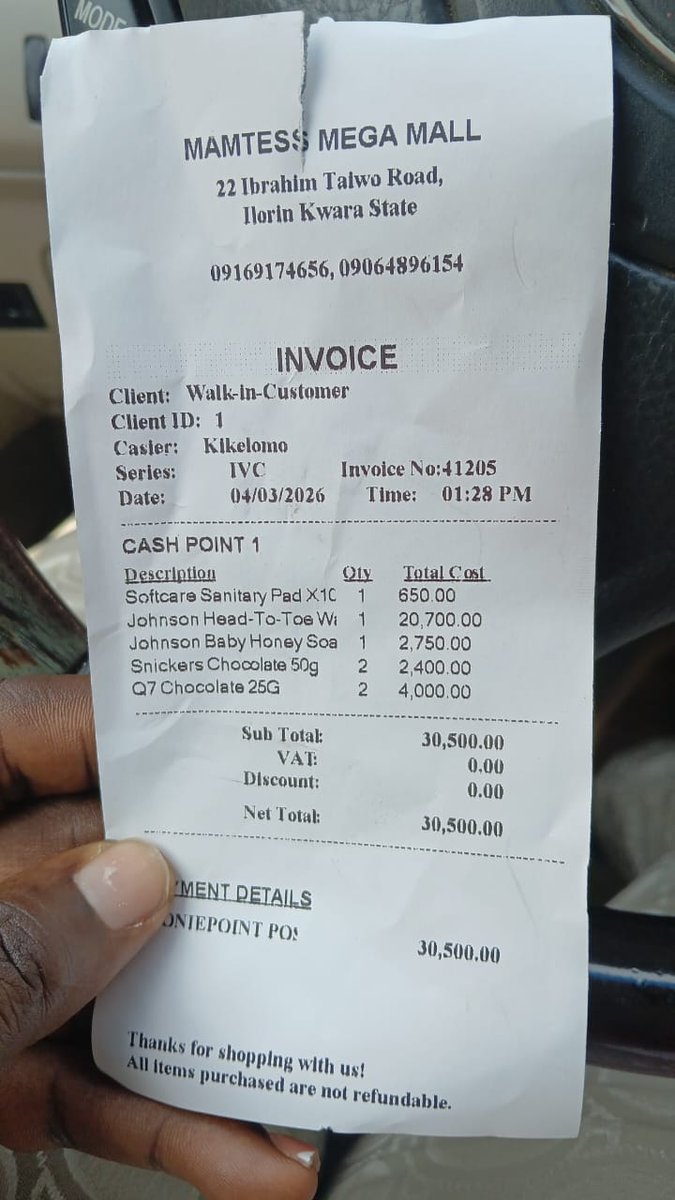 MODE
MAMTESS MEGA MALL
22 Ibrahim Taiwo Road,
Ilorin Kwara State
09169174656, 09064896154
INVOICE
Client: Walk-in-Customer
Client ID: 1
Casier: Kikelomo
Series: IVC Invoice No:41205
Date: 04/03/2026 Time: 01:28 PM
CASH POINT 1
Description Qty Total Cost
Softcare Sanitary Pad X10 1 650.00
Johnson Head-To-Toe Wa 1 20,700.00
Johnson Baby Honey Soa 1 2,750.00
Snickers Chocolate 50g 2 2,400.00
Q7 Chocolate 25G 2 4,000.00
Sub Total: 30,500.00
VAT: 0.00
Discount: 0.00
Net Total: 30,500.00
YMENT DETAILS
ONIEPOINT POS 30,500.00
Thanks for shopping with us!
All items purchased are not refundable.